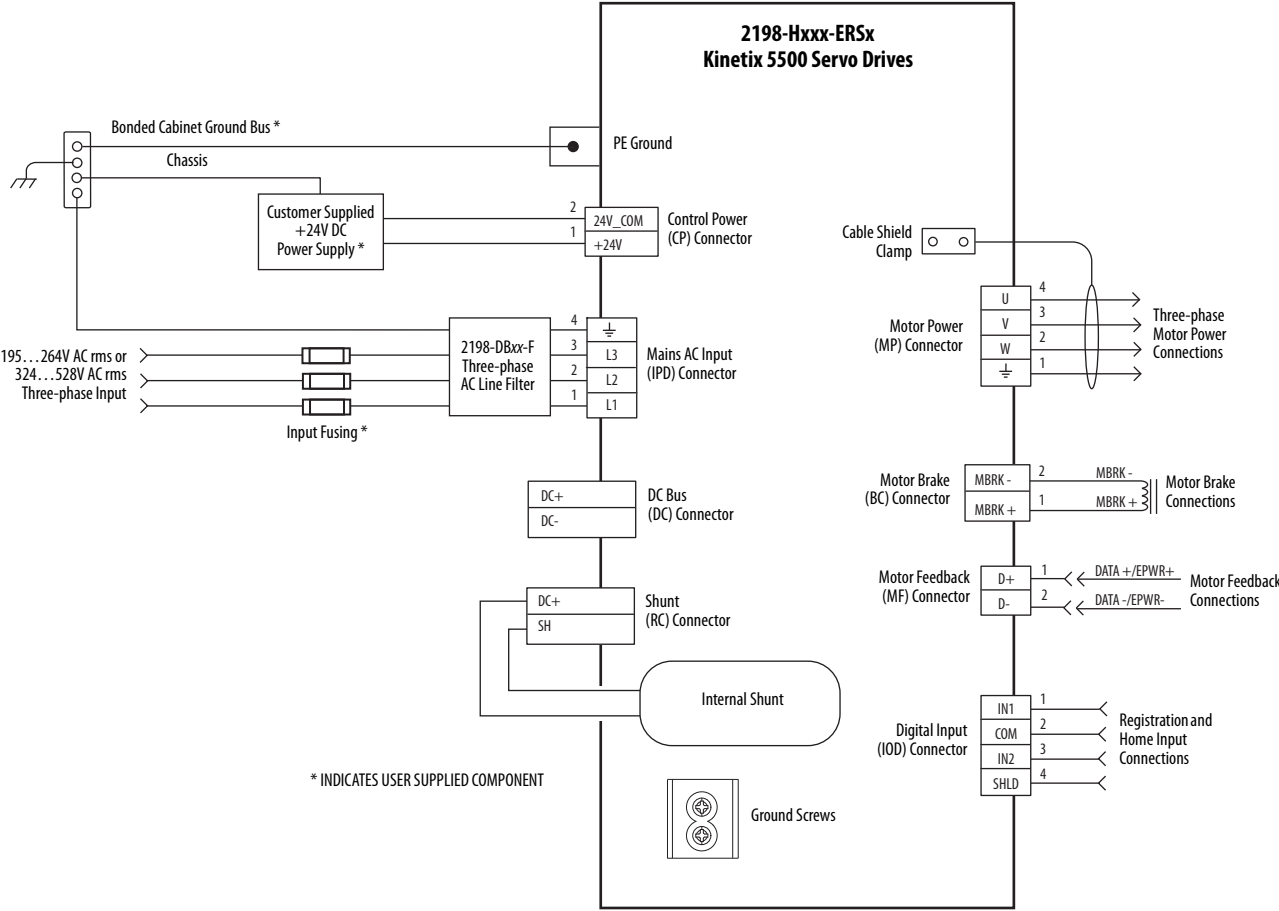 2198-Hxxx-ERSx
Kinetix 5500 Servo Drives
Bonded Cabinet Ground Bus *
Chassis
PE Ground
Customer Supplied
+24V DC
Power Supply *
2
1
24V_COM
+24V
Control Power
(CP) Connector
195…264V AC rms or
324…528V AC rms
Three-phase Input
Input Fusing *
2198-DBxx-F
Three-phase
AC Line Filter
4
3
2
1
L3
L2
L1
Mains AC Input
(IPD) Connector
DC+
DC-
DC Bus
(DC) Connector
DC+
SH
Shunt
(RC) Connector
Internal Shunt
* INDICATES USER SUPPLIED COMPONENT
Ground Screws
Cable Shield
Clamp
Motor Power
(MP) Connector
U
V
W
4
3
2
1
Three-phase
Motor Power
Connections
Motor Brake
(BC) Connector
MBRK -
MBRK +
2
1
MBRK -
MBRK +
Motor Brake
Connections
Motor Feedback
(MF) Connector
D+
D-
1
2
DATA +/EPWR+
DATA -/EPWR-
Motor Feedback
Connections
Digital Input
(IOD) Connector
IN1
COM
IN2
SHLD
1
2
3
4
Registration and
Home Input
Connections